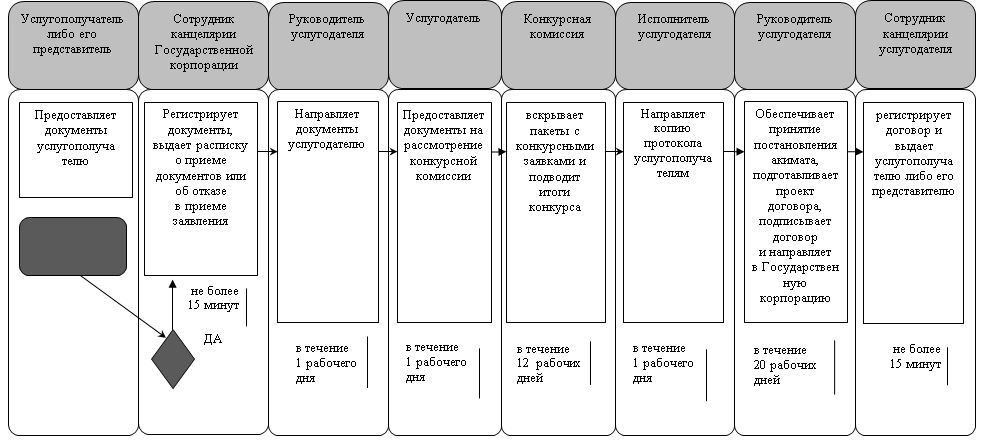 Услугополучатель
либо его
представитель
Сотрудник
канцелярии
Государственной
корпорации
Руководитель
услугодателя
Услугодатель
Конкурсная
комиссия
Исполнитель
услугодателя
Руководитель
услугодателя
Сотрудник
канцелярии
услугодателя
Предоставляет
документы
услугополуча
телю
Регистрирует
документы,
выдает расписку
о приеме
документов или
об отказе
в приеме
заявления
Направляет
документы
услугодателю
Предоставляет
документы на
рассмотрение
конкурсной
комиссии
вскрывает
пакеты с
конкурсными
заявками и
подводит
итоги
конкурса
Направляет
копию
протокола
услугополуча
телям
Обеспечивает
принятие
постановления
акимата,
подготавливает
проект
договора,
подписывает
договор
и направляет
в Государствен
ную
корпорацию
регистрирует
договор и
выдает
услугополуча
телю либо его
представителю
не более
15 минут
ДА
в течение
1 рабочего
дня
в течение
1 рабочего
дня
в течение
12 рабочих
дней
в течение
1 рабочего
дня
в течение
20 рабочих
дней
не более
15 минут